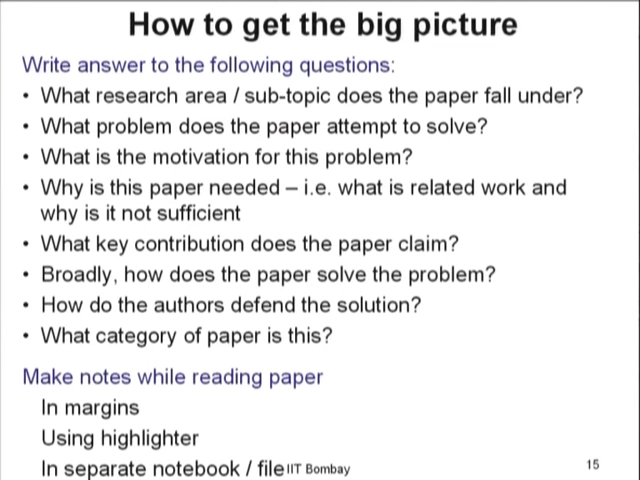 How to get the big picture
Write answer to the following questions:
• What research area / sub-topic does the paper fall under?
• What problem does the paper attempt to solve?
• What is the motivation for this problem?
• Why is this paper needed – i.e. what is related work and
why is it not sufficient
• What key contribution does the paper claim?
• Broadly, how does the paper solve the problem?
• How do the authors defend the solution?
• What category of paper is this?
Make notes while reading paper
In margins
Using highlighter
In separate notebook / file IIT Bombay
15